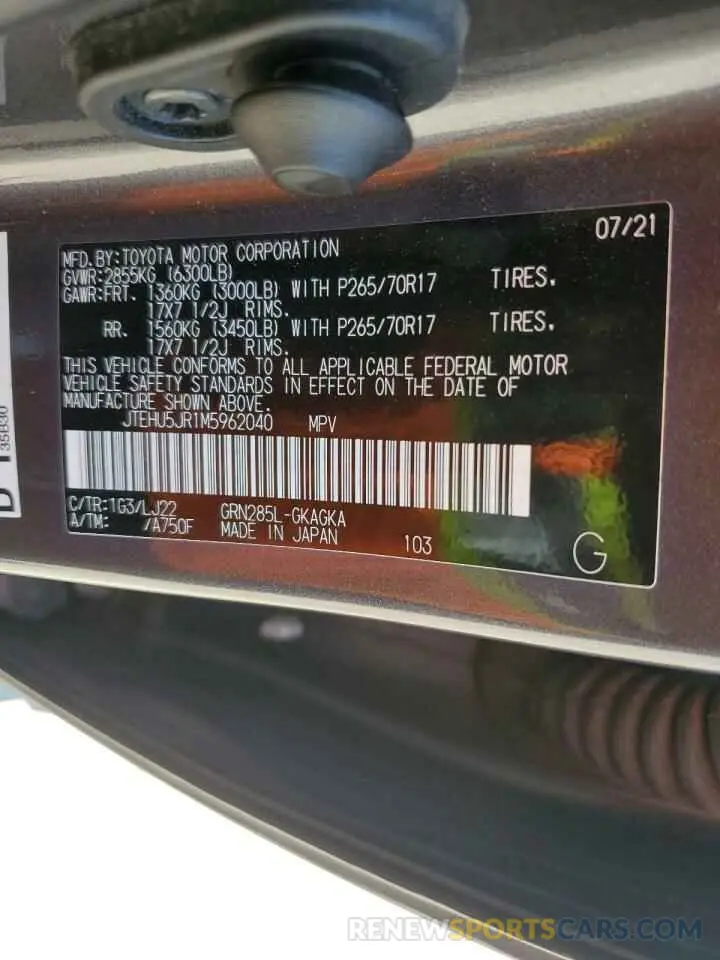 07/21
MFD.BY:TOYOTA MOTOR CORPORATION
GVWR:2855KG (6300LB)
GAWR:FRT. 1360KG (3000LB) WITH P265/70R17 TIRES.
17X7 1/2J RIMS.
RR. 1560KG (3450LB) WITH P265/70R17 TIRES.
17X7 1/2J RIMS.
THIS VEHICLE CONFORMS TO ALL APPLICABLE FEDERAL MOTOR
VEHICLE SAFETY STANDARDS IN EFFECT ON THE DATE OF
MANUFACTURE SHOWN ABOVE.
JTEHU5JR1M5962040 MPV
C/TR:1G3/LJ22 GRN285L-GKAGKA
A/TM: /A750F MADE IN JAPAN 103 G
35B30
RENEWSPORTSCARS.COM